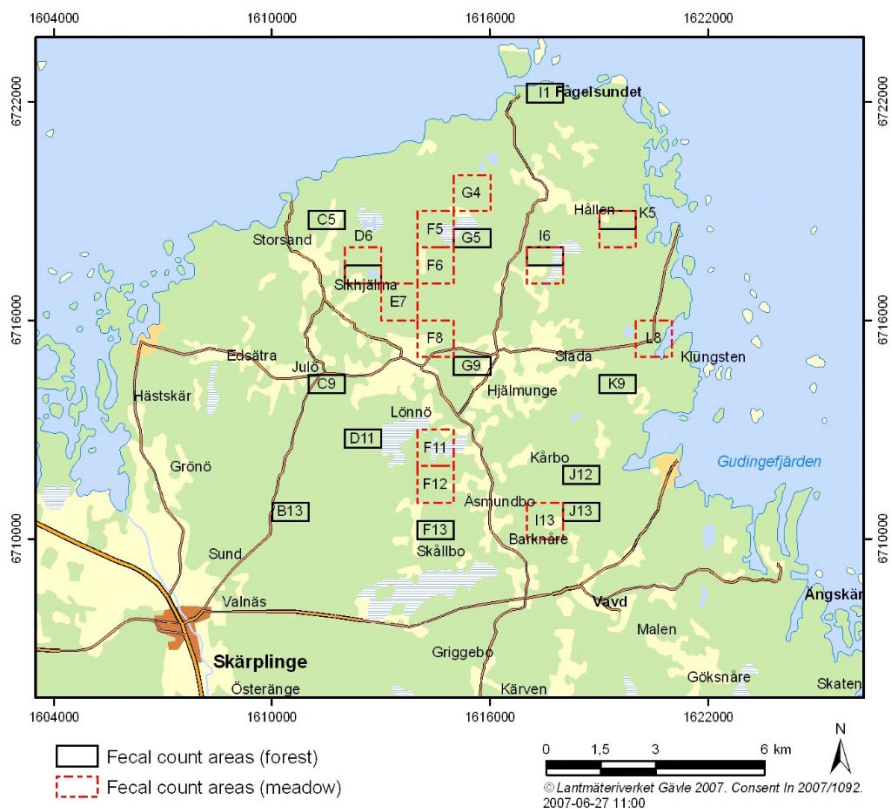 1604000 1610000 1616000 1622000
6722000 6722000
I1 Fågelsundet
G4
Hållen K5
C5
F5
Storsand D6 G5 I6
F6
Sikhjälma
E7
6716000 6716000
F8 L8
Edsätra Slada Klungsten
Julö G9
C9 Hjälmunge K9
Hästskär
Lönnö
D11 F11
Kårbo Gudingefjärden
Grönö F12 J12
Åsmundbo
B13 I13 J13
6710000 6710000
F13 Barknåre
Skållbo
Sund
Valnäs Vavd Ängskär
Malen
Griggebo
Skärplinge Göksnåre
Österänge Kärven Skaten
1604000 1610000 1616000 1622000
Fecal count areas (forest)
Fecal count areas (meadow)
0 1,5 3 6 km
N
© Lantmäteriverket Gävle 2007. Consent In 2007/1092.
2007-06-27 11:00